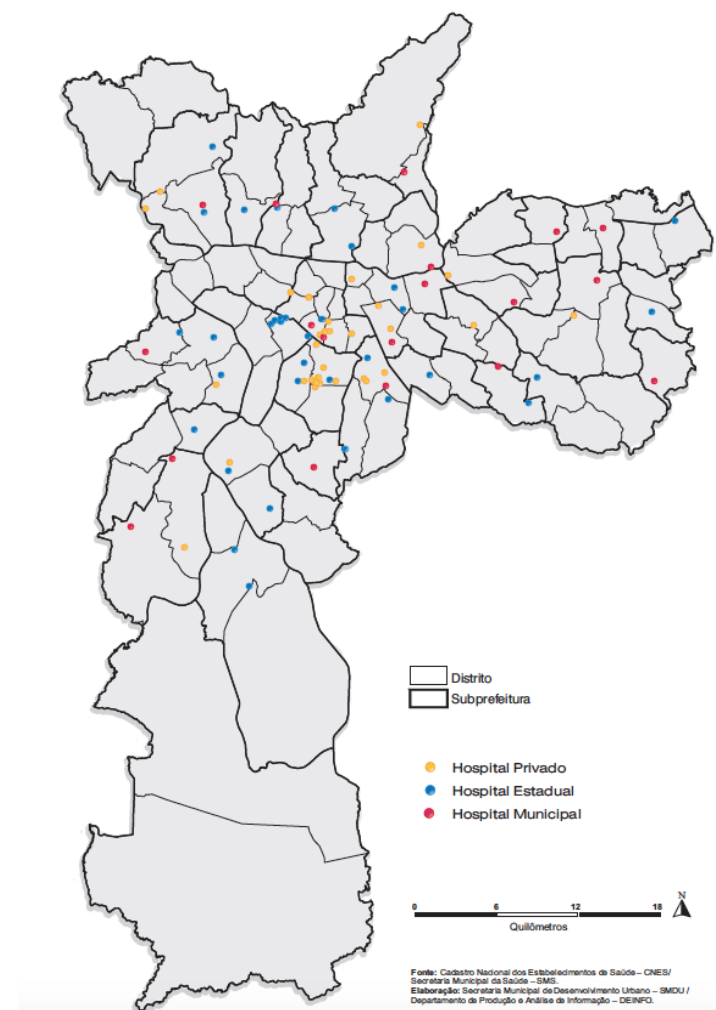 Distrito
Subprefeitura
Hospital Privado
Hospital Estadual
Hospital Municipal
0 6 12 18
N
Quilômetros
Fonte: Cadastro Nacional dos Estabelecimentos de Saúde – CNES/
Secretaria Municipal da Saúde – SMS.
Elaboração: Secretaria Municipal de Desenvolvimento Urbano – SMDU /
Departamento de Produção e Análise de Informação – DEINFO.